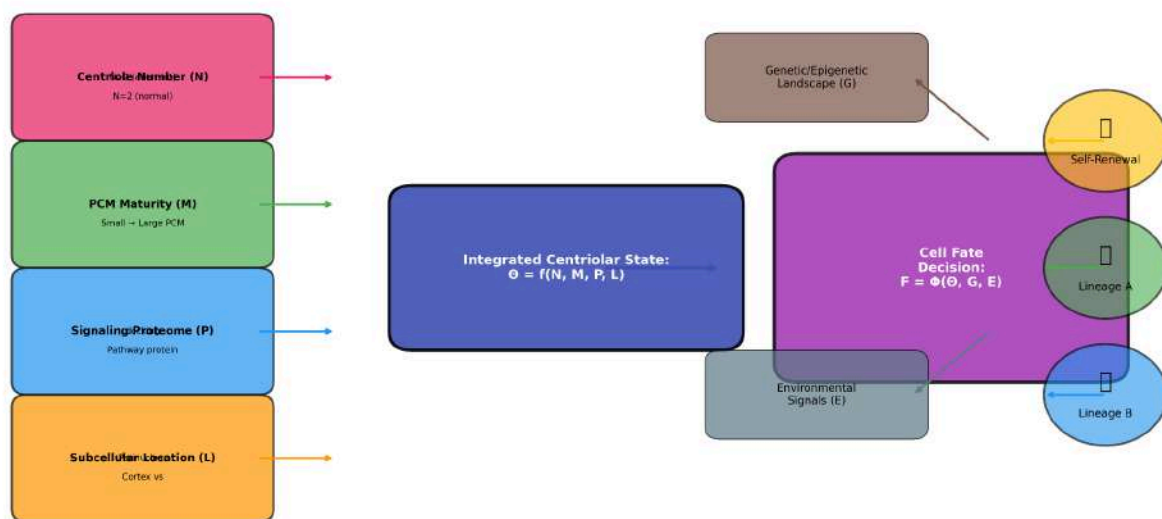 Centriole Number (N)
N=2 (normal)
PCM Maturity (M)
Small → Large PCM
Signaling Proteome (P)
Pathway protein
Subcellular Location (L)
Cortex vs
Integrated Centriolar State:
Θ = f(N, M, P, L)
Genetic/Epigenetic
Landscape (G)
Cell Fate
Decision:
F = Φ(Θ, G, E)
Environmental
Signals (E)
Self-Renewal
Lineage A
Lineage B